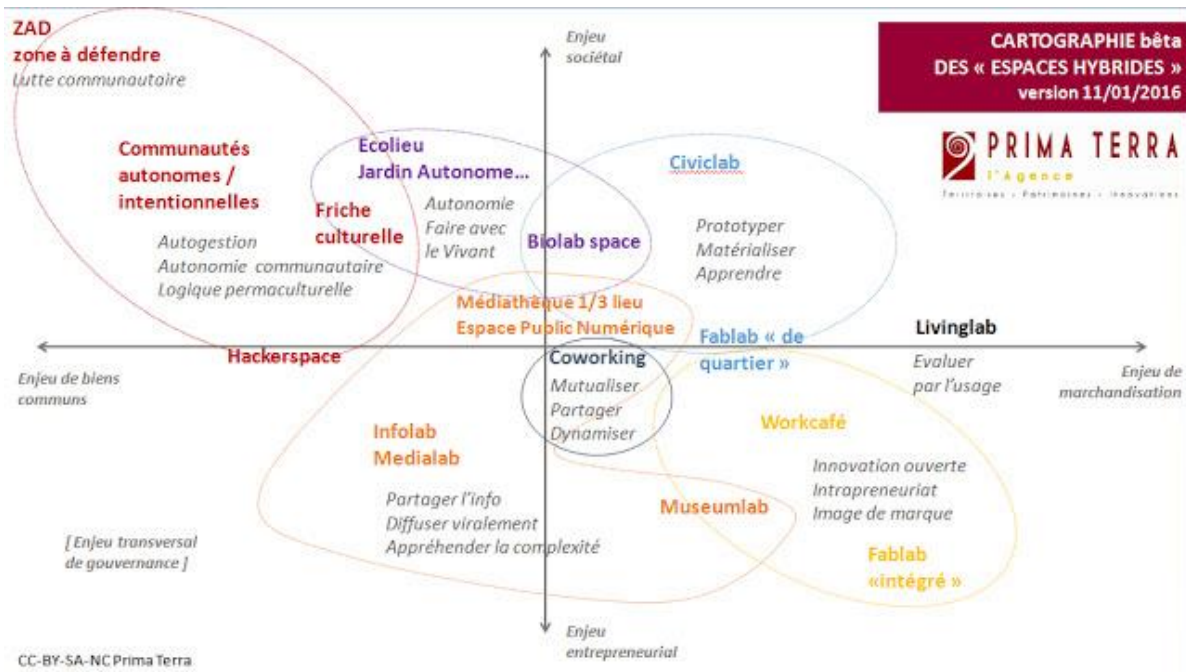 ZAD
zone à défendre
Lutte communautaire
Enjeu
sociétal
CARTOGRAPHIE bêta
DES « ESPACES HYBRIDES »
version 11/01/2016
PRIMA TERRA
l'Agence
Territoires - Patrimoines - Innovations
Communautés
autonomes /
intentionnelles
Autogestion
Autonomie communautaire
Logique permaculturelle
Friche
culturelle
Ecolieu
Jardin Autonome...
Autonomie
Faire avec
le Vivant
Biolab space
Civiclab
Prototyper
Matérialiser
Apprendre
Médiathèque 1/3 lieu
Espace Public Numérique
Hackerspace
Coworking
Mutualiser
Partager
Dynamiser
Fablab « de
quartier »
Livinglab
Evaluer
par l'usage
Enjeu de biens
communs
Enjeu de
marchandisation
Infolab
Medialab
Partager l'info
Diffuser viralement
Appréhender la complexité
Workcafé
Innovation ouverte
Intrapreneuriat
Image de marque
Museumlab
Fablab
«intégré »
[ Enjeu transversal
de gouvernance ]
Enjeu
entrepreneurial
CC-BY-SA-NC Prima Terra